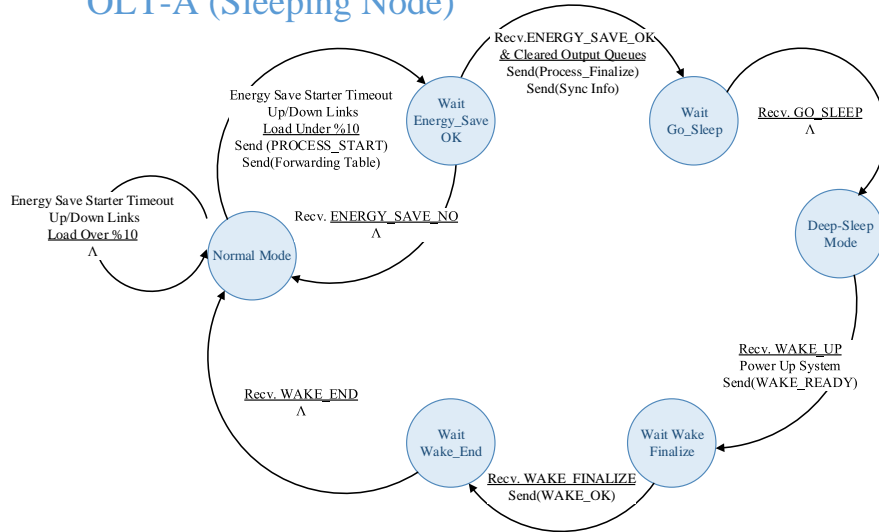 OLT-A (Sleeping Node)
Recv.ENERGY_SAVE_OK
& Cleared Output Queues
Send(Process_Finalize)
Send(Sync Info)
Energy Save Starter Timeout
Up/Down Links
Load Under %10
Send (PROCESS_START)
Send(Forwarding Table)
Wait
Energy_Save
OK
Wait
Go_Sleep
Recv. GO_SLEEP
Λ
Energy Save Starter Timeout
Up/Down Links
Load Over %10
Λ
Recv. ENERGY_SAVE_NO
Λ
Normal Mode
Deep-Sleep
Mode
Recv. WAKE_UP
Power Up System
Send(WAKE_READY)
Recv. WAKE_END
Λ
Wait
Wake_End
Wait Wake
Finalize
Recv. WAKE_FINALIZE
Send(WAKE_OK)